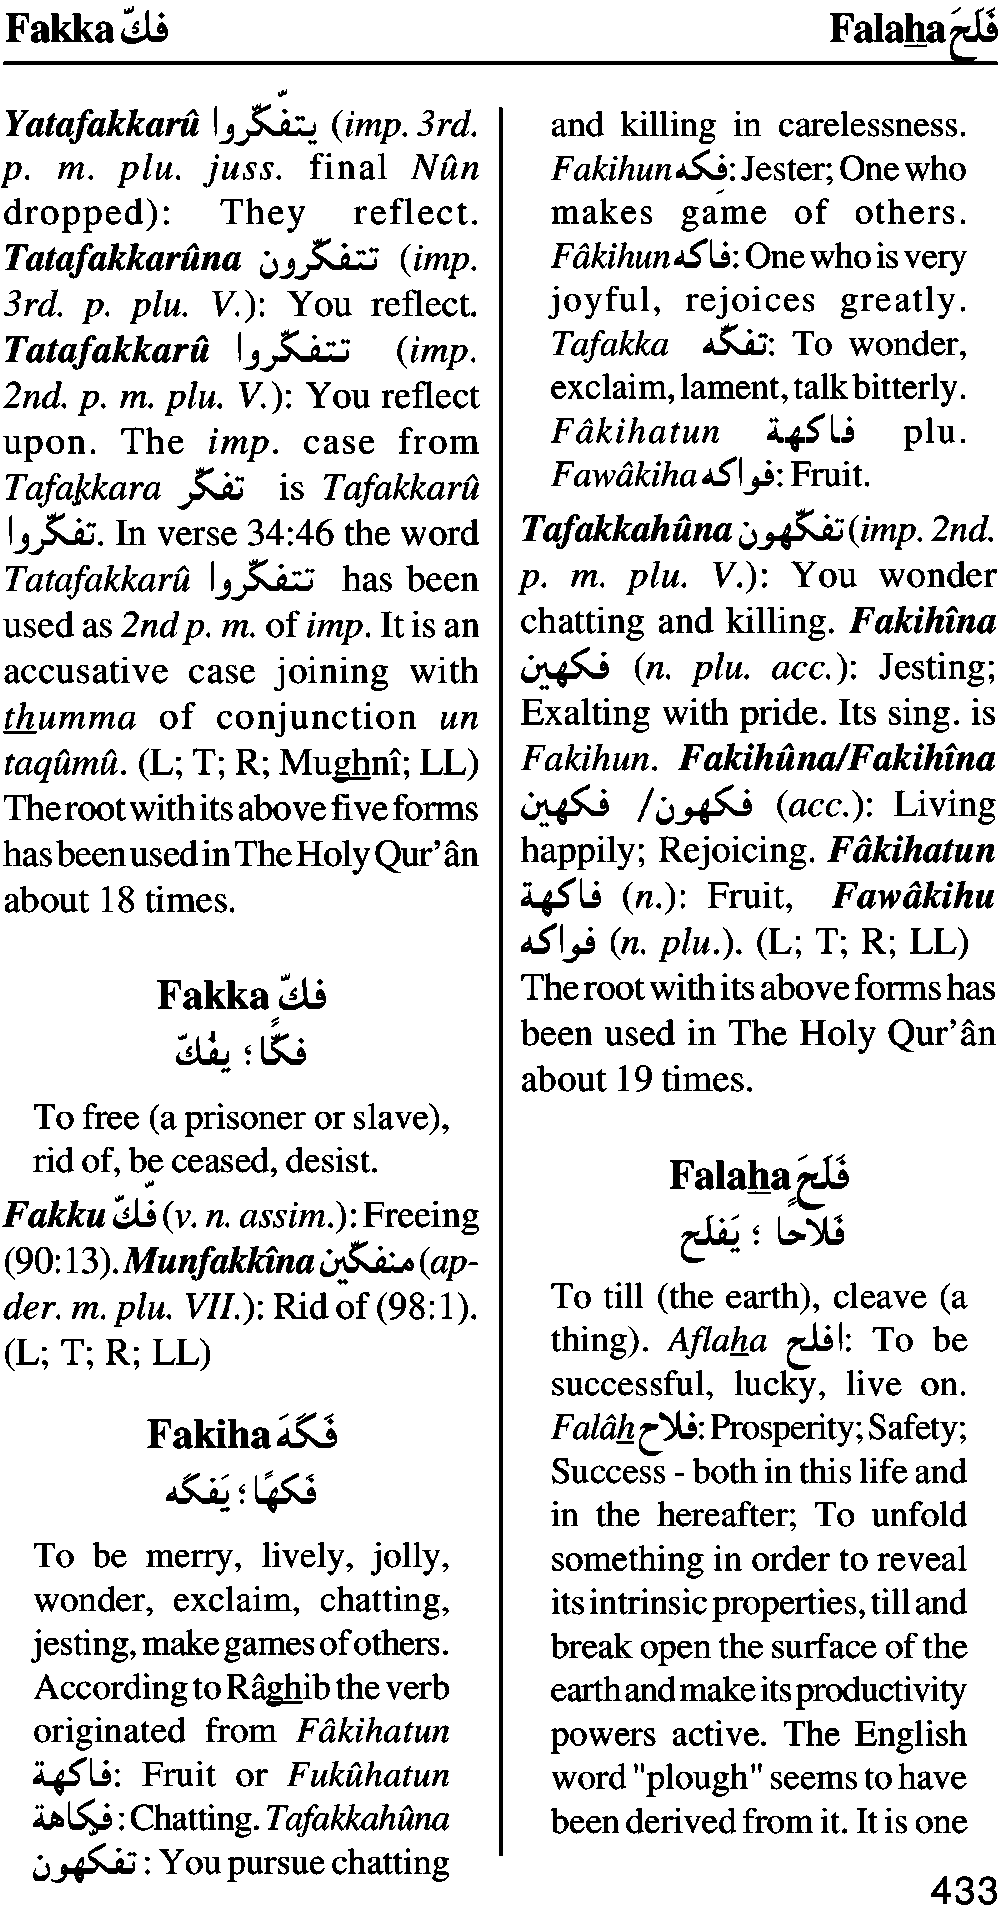 Fakka فكّ
Falaha فَلَحَ
Yatafakkarû يتفكّروا (imp. 3rd.
p. m. plu. juss. final Nûn
dropped): They reflect.
Tatafakkarûna تتفكّرون (imp.
3rd. p. plu. V.): You reflect.
Tatafakkarû تتفكّروا (imp.
2nd. p. m. plu. V.): You reflect
upon. The imp. case from
Tafakkara تفكّر is Tafakkarû
تفكّروا. In verse 34:46 the word
Tatafakkarû تتفكّروا has been
used as 2nd p. m. of imp. It is an
accusative case joining with
thumma of conjunction un
taqûmû. (L; T; R; Mughnî; LL)
The root with its above five forms
has been used in The Holy Qur'ân
about 18 times.
Fakka فكّ
فكًّا ؛ يفُكّ
To free (a prisoner or slave),
rid of, be ceased, desist.
Fakku فكّ (v. n. assim.): Freeing
(90:13). Munfakkîna منفكّين (ap-
der. m. plu. VII.): Rid of (98:1).
(L; T; R; LL)
Fakiha فَكَهَ
فَكهًا ؛ يَفكَه
To be merry, lively, jolly,
wonder, exclaim, chatting,
jesting, make games of others.
According to Râghib the verb
originated from Fâkihatun
فاكهة: Fruit or Fukûhatun
فكاهة : Chatting. Tafakkahûna
تفكهون : You pursue chatting
and killing in carelessness.
Fakihun فكه: Jester; One who
makes game of others.
Fâkihun فاكه: One who is very
joyful, rejoices greatly.
Tafakka تفكّه: To wonder,
exclaim, lament, talk bitterly.
Fâkihatun فاكهة plu.
Fawâkiha فواكه: Fruit.
Tafakkahûna تفكّهون (imp. 2nd.
p. m. plu. V.): You wonder
chatting and killing. Fakihîna
فكهين (n. plu. acc.): Jesting;
Exalting with pride. Its sing. is
Fakihun. Fakihûna/Fakihîna
فكهون/ فكهين (acc.): Living
happily; Rejoicing. Fâkihatun
فاكهة (n.): Fruit, Fawâkihu
فواكه (n. plu.). (L; T; R; LL)
The root with its above forms has
been used in The Holy Qur'ân
about 19 times.
Falaha فَلَحَ
فَلاحًا ؛ يَفلَح
To till (the earth), cleave (a
thing). Aflaha افلح: To be
successful, lucky, live on.
Falâh فلاح: Prosperity; Safety;
Success - both in this life and
in the hereafter; To unfold
something in order to reveal
its intrinsic properties, till and
break open the surface of the
earth and make its productivity
powers active. The English
word "plough" seems to have
been derived from it. It is one
433